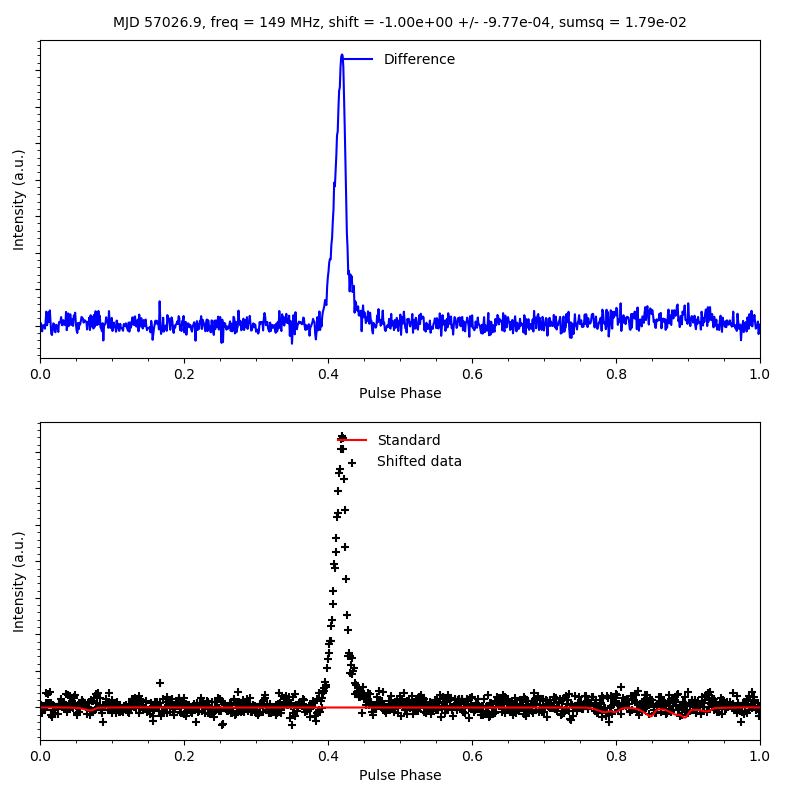 MJD 57026.9, freq = 149 MHz, shift = -1.00e+00 +/- -9.77e-04, sumsq = 1.79e-02
Difference
Intensity (a.u.)
0.0 0.2 0.4 0.6 0.8 1.0
Pulse Phase
Standard
Shifted data
Intensity (a.u.)
0.0 0.2 0.4 0.6 0.8 1.0
Pulse Phase